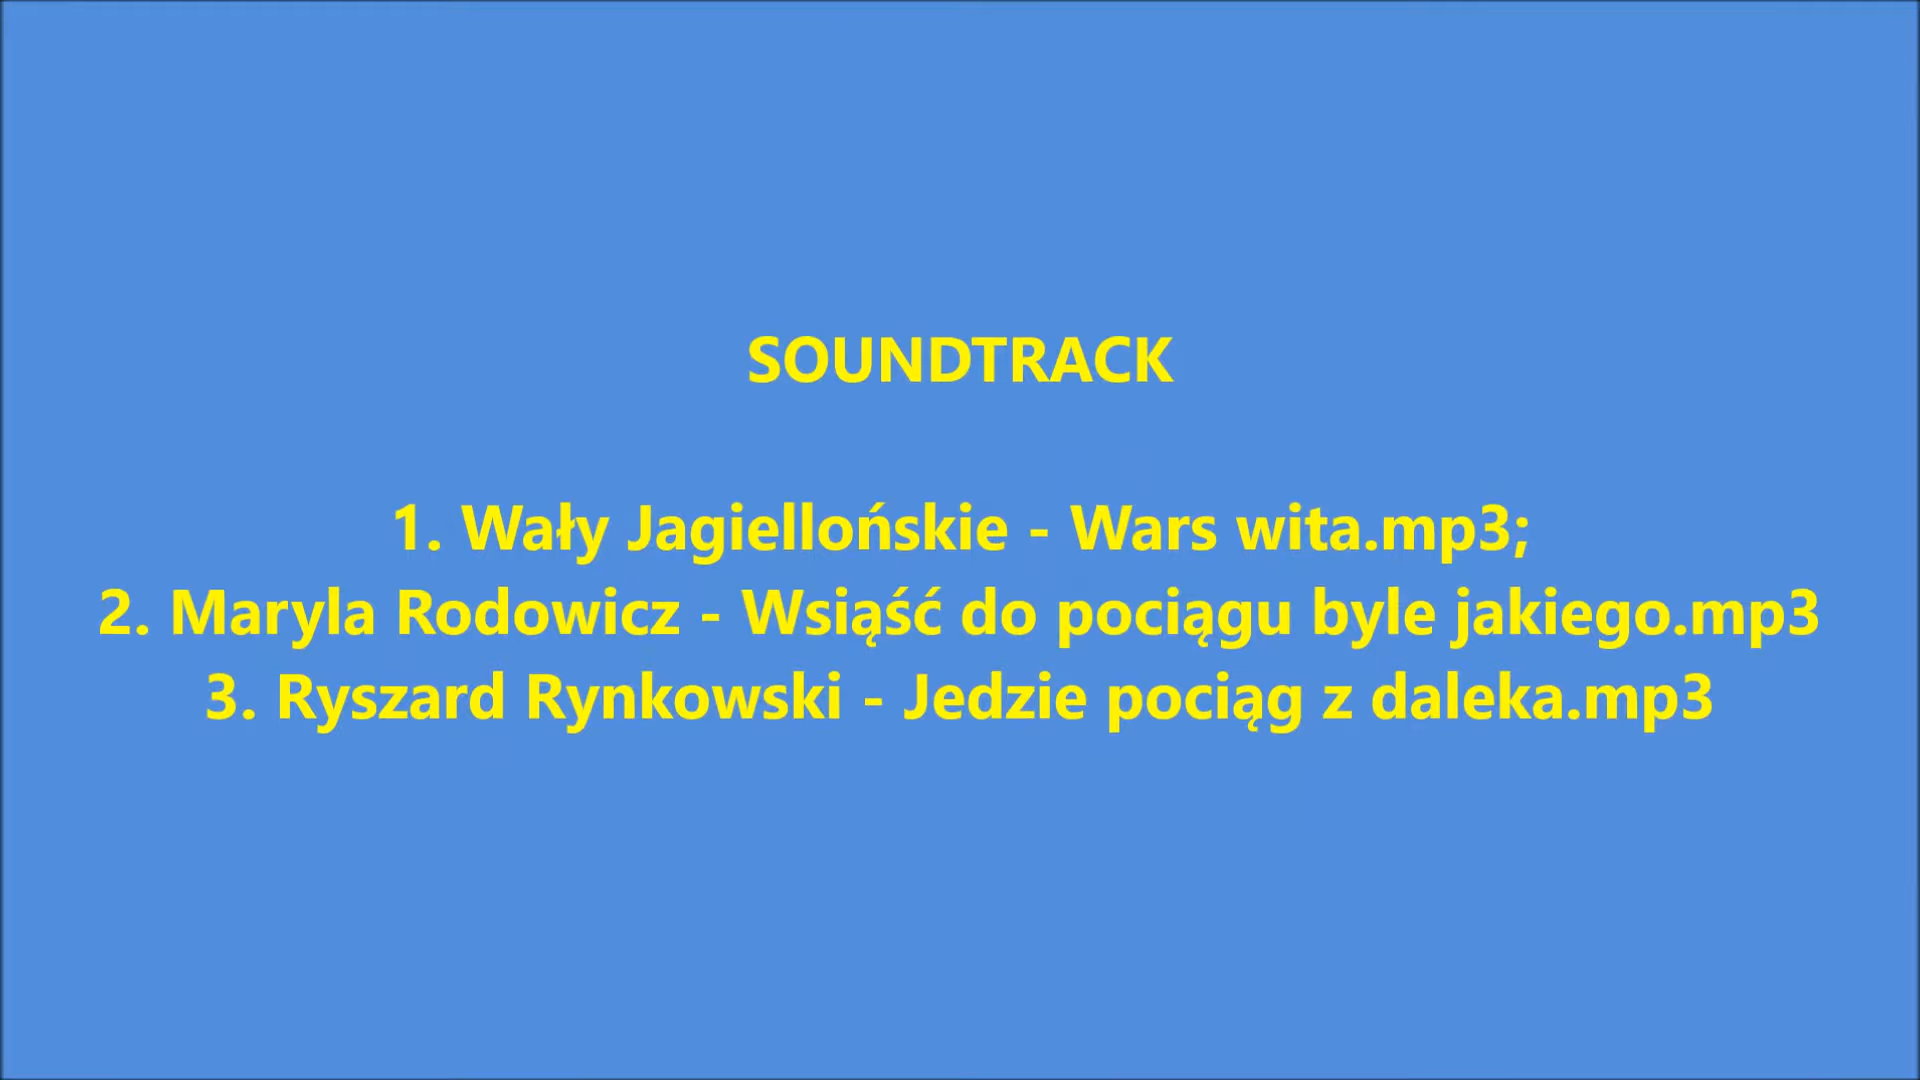 SOUNDTRACK
1. Wały Jagiellońskie - Wars wita.mp3;
2. Maryla Rodowicz - Wsiąść do pociągu byle jakiego.mp3
3. Ryszard Rynkowski - Jedzie pociąg z daleka.mp3